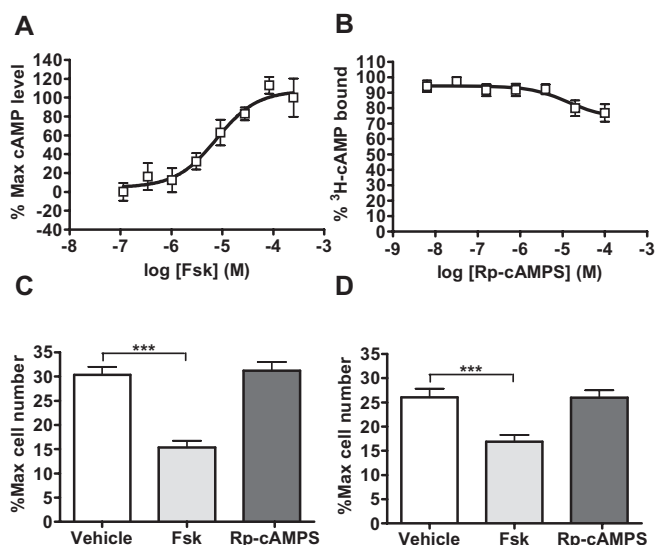 A
% Max cAMP level
140
120
100
80
60
40
20
0
-20
40
-8 -7 -6 -5 -4 -3
log [Fsk] (M)
B
% ³H-cAMP bound
110
100
90
80
70
60
50
40
30
20
10
0
-9 -8 -7 -6 -5 -4 -3
log [Rp-cAMPS] (M)
C
%Max cell number
35
30
25
20
15
10
5
0
***
Vehicle Fsk Rp-cAMPS
D
%Max cell number
35
30
25
20
15
10
5
0
***
Vehicle Fsk Rp-cAMPS